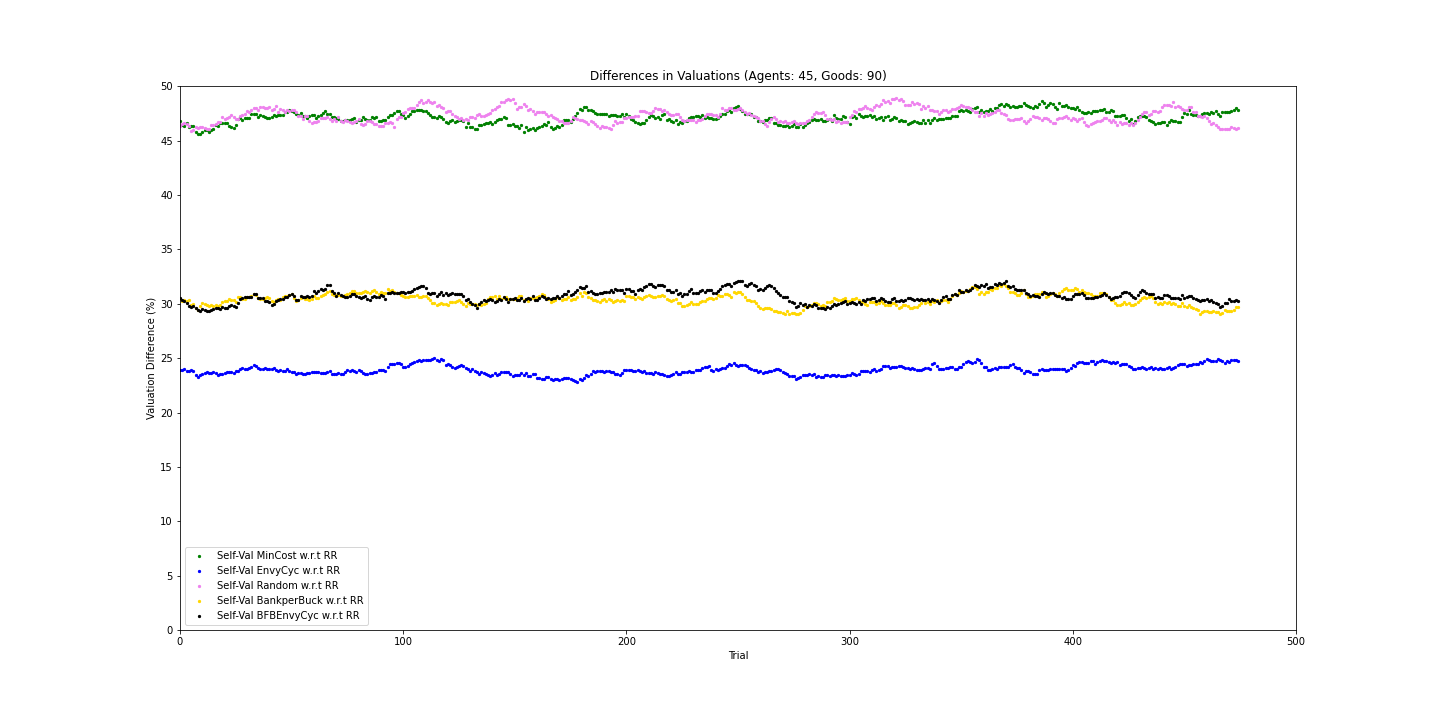 Differences in Valuations (Agents: 45, Goods: 90)
50
45
40
35
30
25
20
15
10
5
0
Valuation Difference (%)
Self-Val MinCost w.r.t RR
Self-Val EnvyCyc w.r.t RR
Self-Val Random w.r.t RR
Self-Val BankperBuck w.r.t RR
Self-Val BFBEnvyCyc w.r.t RR
0 100 200 300 400 500
Trial